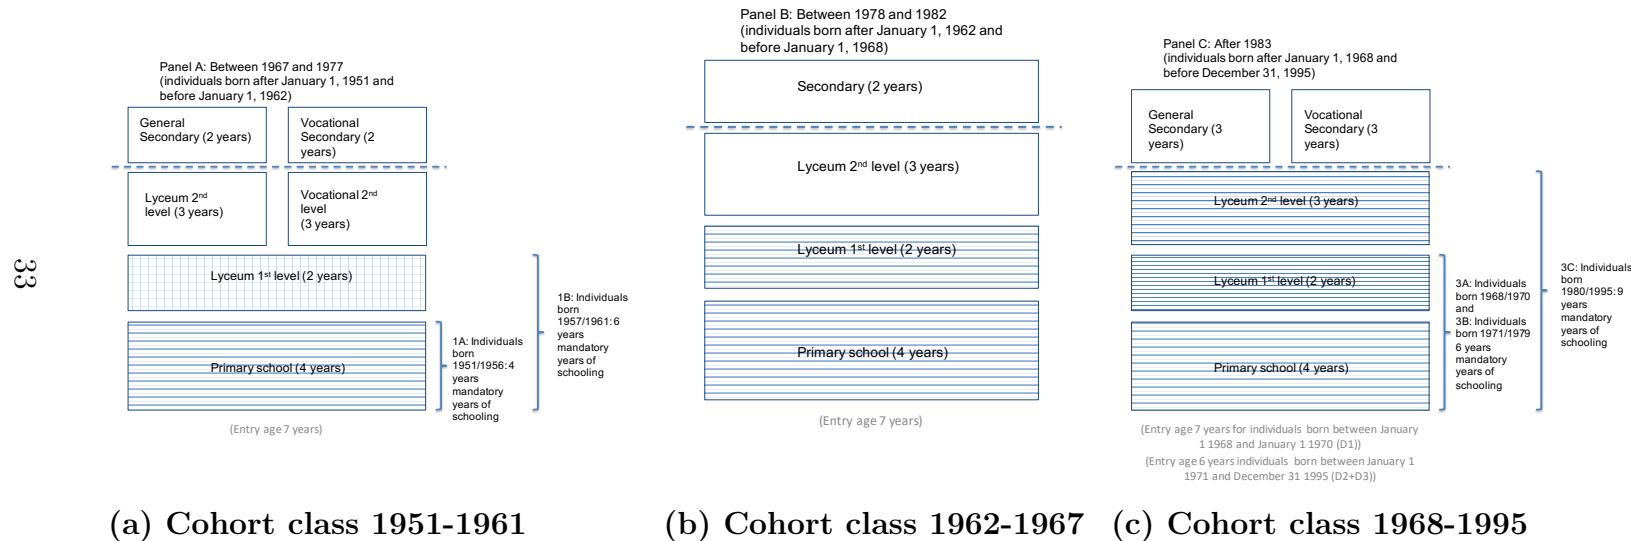 33
Panel A: Between 1967 and 1977
(individuals born after January 1, 1951 and
before January 1, 1962)
General
Secondary (2 years)
Vocational
Secondary (2
years)
Lyceum 2nd
level (3 years)
Vocational 2nd
level
(3 years)
Lyceum 1st level (2 years)
Primary school (4 years)
1A: Individuals
born
1951/1956: 4
years
mandatory
years of
schooling
1B: Individuals
born
1957/1961: 6
years
mandatory
years of
schooling
(Entry age 7 years)
(a) Cohort class 1951-1961
Panel B: Between 1978 and 1982
(individuals born after January 1, 1962 and
before January 1, 1968)
Secondary (2 years)
Lyceum 2nd level (3 years)
Lyceum 1st level (2 years)
Primary school (4 years)
(Entry age 7 years)
(b) Cohort class 1962-1967
Panel C: After 1983
(individuals born after January 1, 1968 and
before December 31, 1995)
General
Secondary (3
years)
Vocational
Secondary (3
years)
Lyceum 2nd level (3 years)
Lyceum 1st level (2 years)
Primary school (4 years)
3A: Individuals
born 1968/1970
and
3B: Individuals
born 1971/1979
6 years
mandatory
years of
schooling
3C: Individuals
born
1980/1995: 9
years
mandatory
years of
schooling
(Entry age 7 years for individuals born between January
1 1968 and January 1 1970 (D1))
(Entry age 6 years individuals born between January 1
1971 and December 31 1995 (D2+D3))
(c) Cohort class 1968-1995